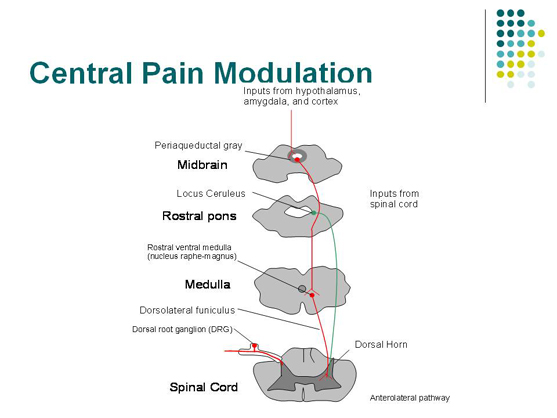 Central Pain Modulation
Inputs from hypothalamus,
amygdala, and cortex
Periaqueductal gray
Midbrain
Locus Ceruleus
Inputs from
spinal cord
Rostral pons
Rostral ventral medulla
(nucleus raphe-magnus)
Medulla
Dorsolateral funiculus
Dorsal root ganglion (DRG)
Dorsal Horn
Spinal Cord
Anterolateral pathway